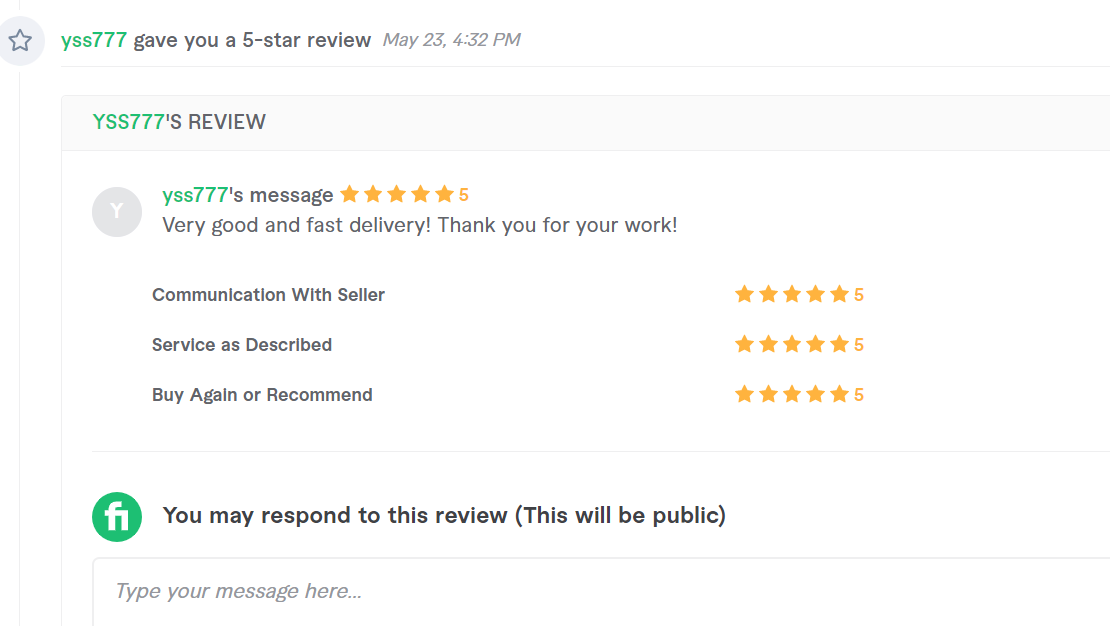 yss777 gave you a 5-star review May 23, 4:32 PM
YSS777'S REVIEW
Y
yss777's message 5
Very good and fast delivery! Thank you for your work!
Communication With Seller 5
Service as Described 5
Buy Again or Recommend 5
fi
You may respond to this review (This will be public)
Type your message here...